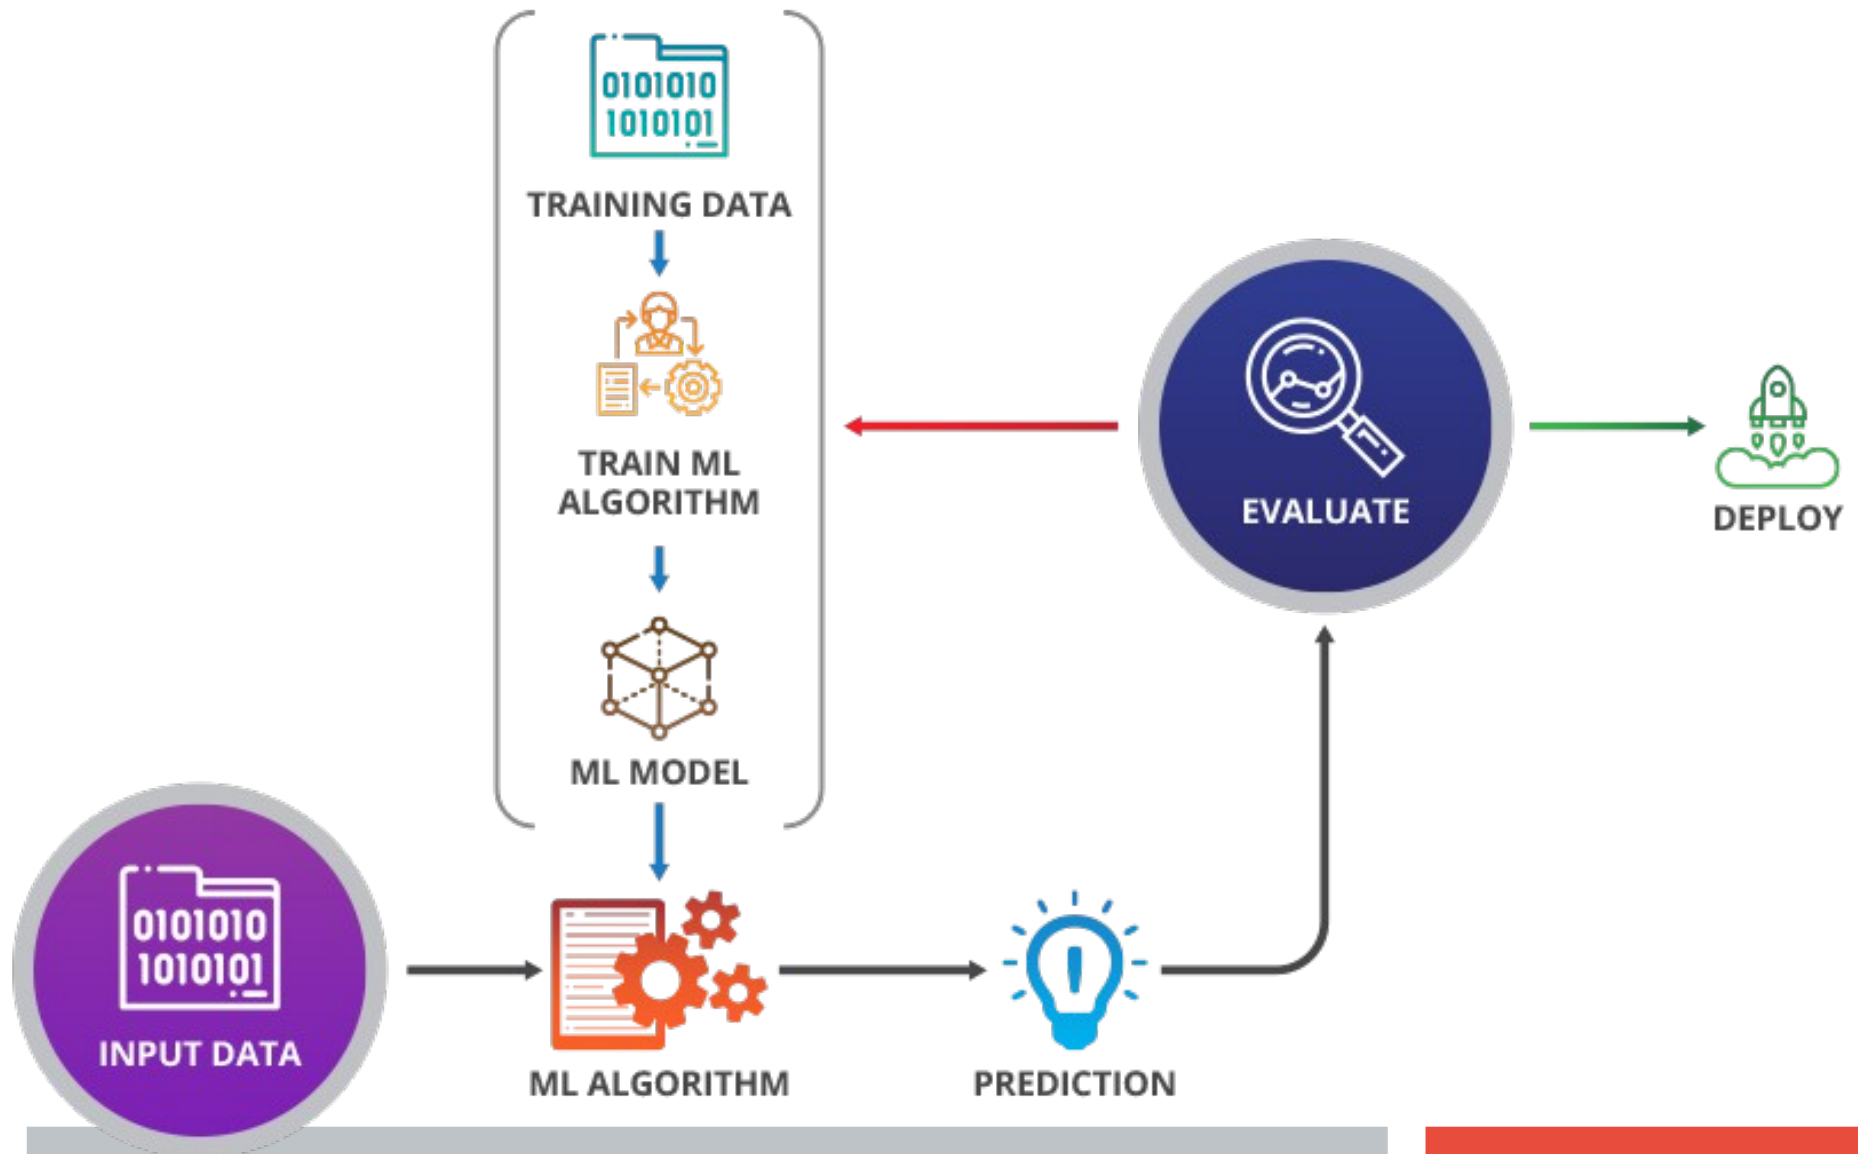 0101010
1010101
TRAINING DATA
TRAIN ML
ALGORITHM
ML MODEL
EVALUATE
DEPLOY
0101010
1010101
INPUT DATA
ML ALGORITHM
PREDICTION